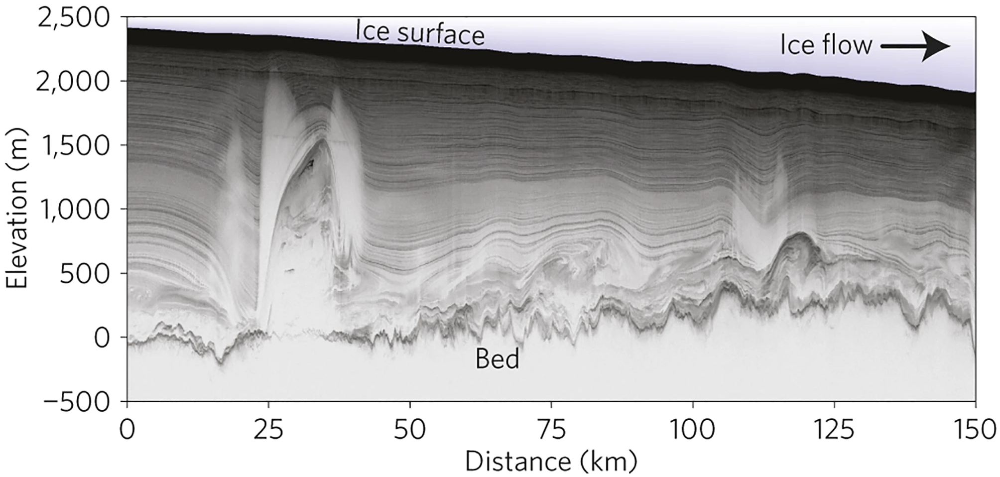 2,500
2,000
1,500
1,000
500
0
−500
Elevation (m)
Ice surface
Ice flow
Bed
0 25 50 75 100 125 150
Distance (km)